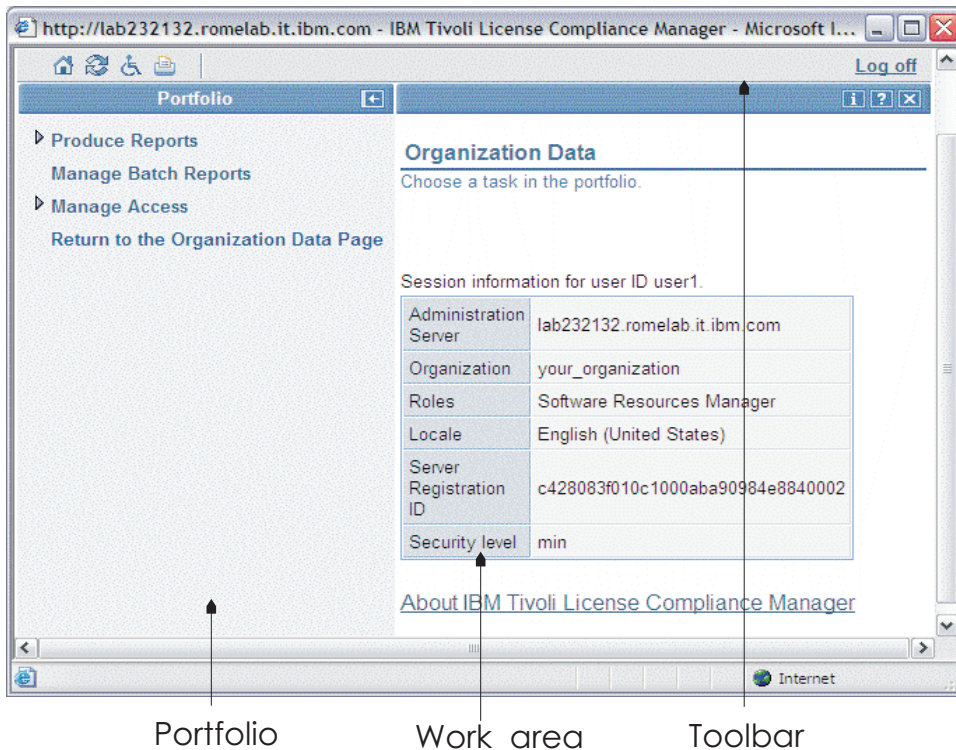 http://lab232132.romelab.it.ibm.com - IBM Tivoli License Compliance Manager - Microsoft I...
Log off
Portfolio
Produce Reports
Manage Batch Reports
Manage Access
Return to the Organization Data Page
Organization Data
Choose a task in the portfolio.
Session information for user ID user1.
Administration Server lab232132.romelab.it.ibm.com
Organization your_organization
Roles Software Resources Manager
Locale English (United States)
Server Registration ID c428083f010c1000aba90984e8840002
Security level min
About IBM Tivoli License Compliance Manager
Internet
Portfolio Work area Toolbar